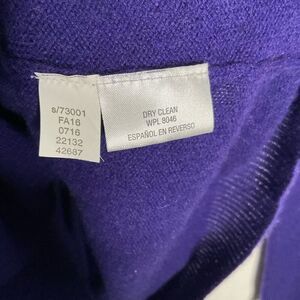 s/73001
FA16
0716
22132
42687
DRY CLEAN
WPL 8046
ESPAÑOL EN REVERSO